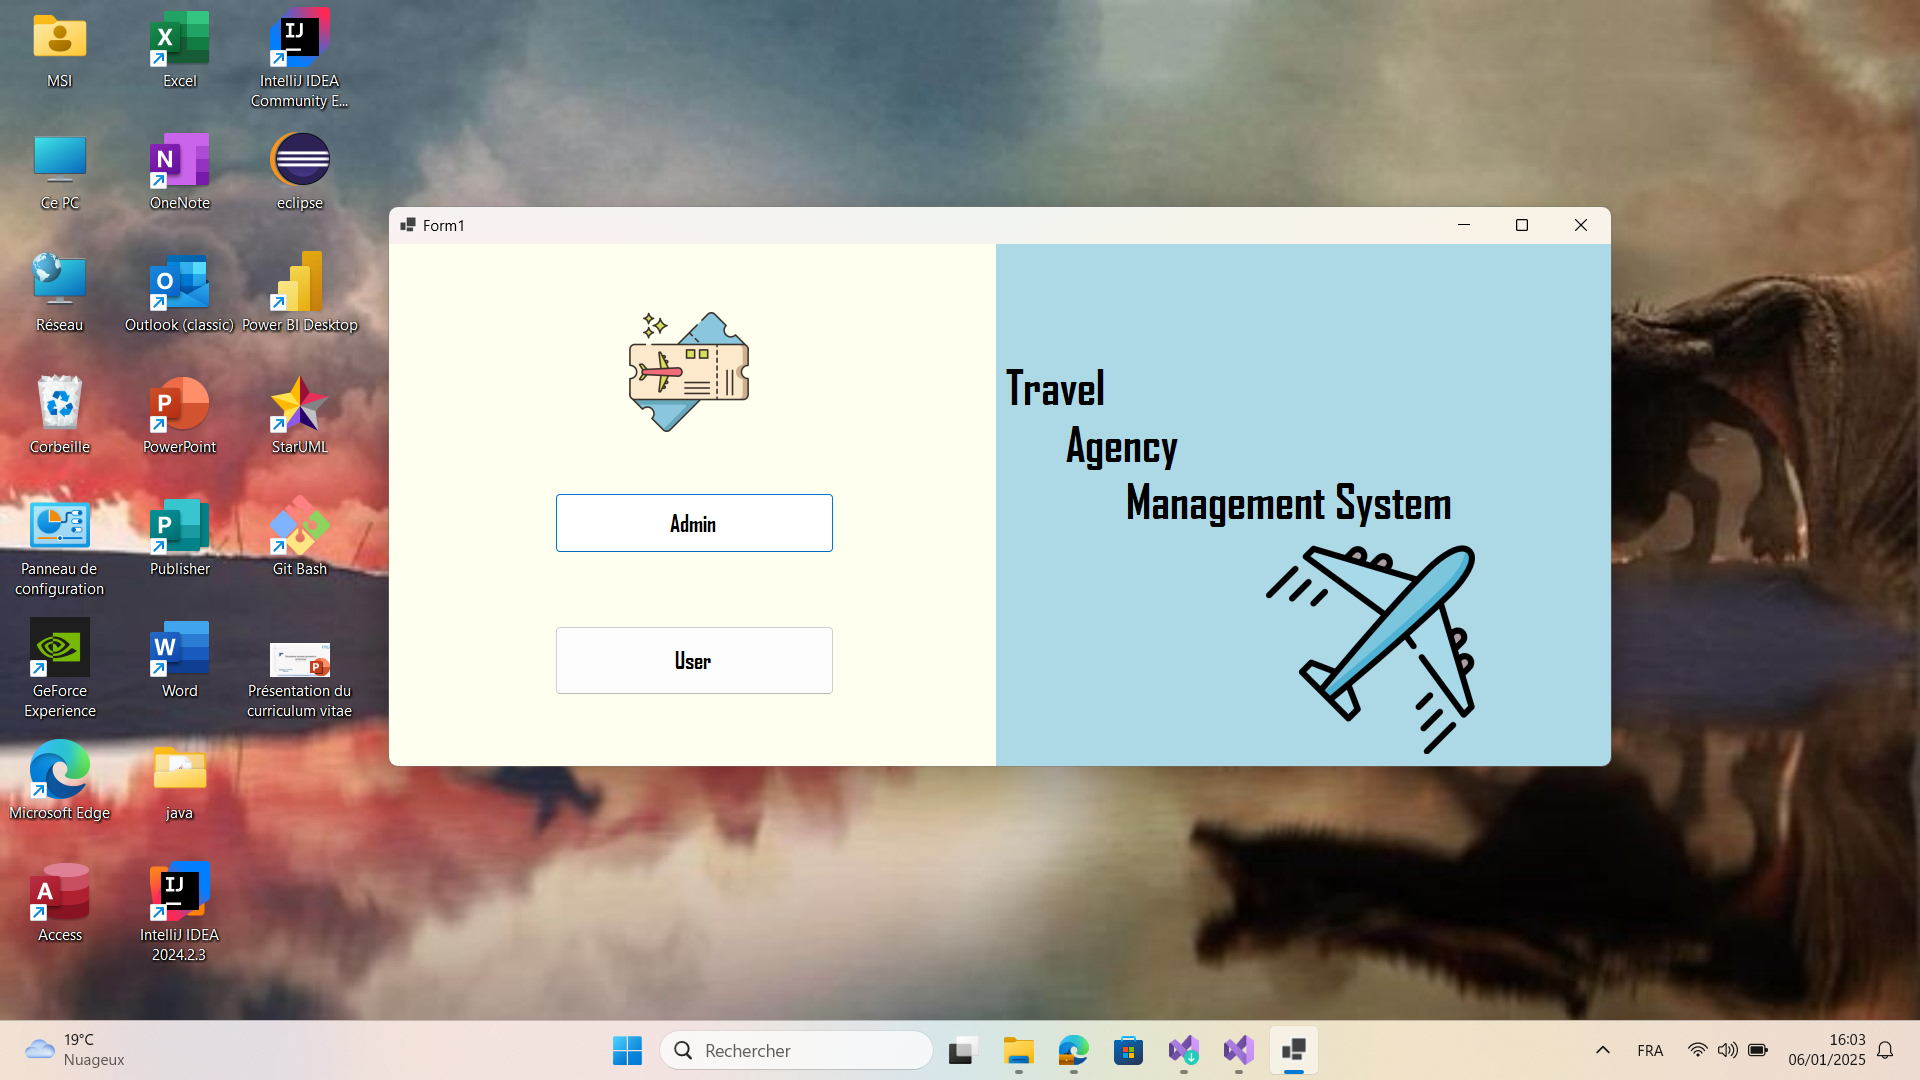 MSI
Excel
IntelliJ IDEA
Community E...
Ce PC
OneNote
eclipse
Réseau
Outlook (classic)
Power BI Desktop
Corbeille
PowerPoint
StarUML
Panneau de
configuration
Publisher
Git Bash
GeForce
Experience
Word
Présentation du
curriculum vitae
Microsoft Edge
java
Access
IntelliJ IDEA
2024.2.3
Form1
Admin
User
Travel
Agency
Management System
19°C
Nuageux
Rechercher
FRA
16:03
06/01/2025